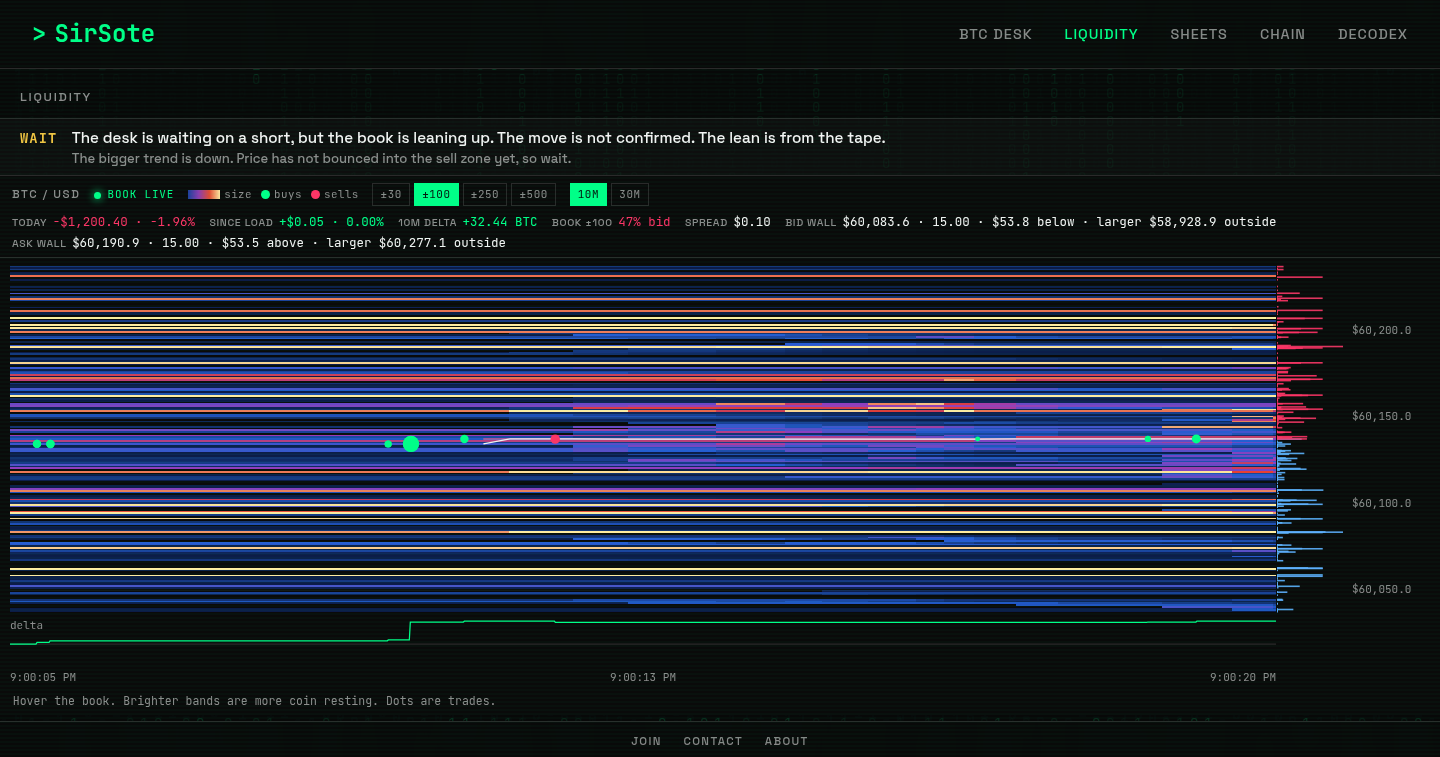 > SirSote
BTC DESK LIQUIDITY SHEETS CHAIN DECODEX
LIQUIDITY
WAIT The desk is waiting on a short, but the book is leaning up. The move is not confirmed. The lean is from the tape.
The bigger trend is down. Price has not bounced into the sell zone yet, so wait.
BTC / USD BOOK LIVE size buys sells ±30 ±100 ±250 ±500 10M 30M
TODAY -$1,200.40 · -1.96% SINCE LOAD +$0.05 · 0.00% 10M DELTA +32.44 BTC BOOK ±100 47% bid SPREAD $0.10 BID WALL $60,083.6 · 15.00 · $53.8 below · larger $58,928.9 outside
ASK WALL $60,190.9 · 15.00 · $53.5 above · larger $60,277.1 outside
$60,200.0
$60,150.0
$60,100.0
$60,050.0
delta
9:00:05 PM 9:00:13 PM 9:00:20 PM
Hover the book. Brighter bands are more coin resting. Dots are trades.
JOIN CONTACT ABOUT